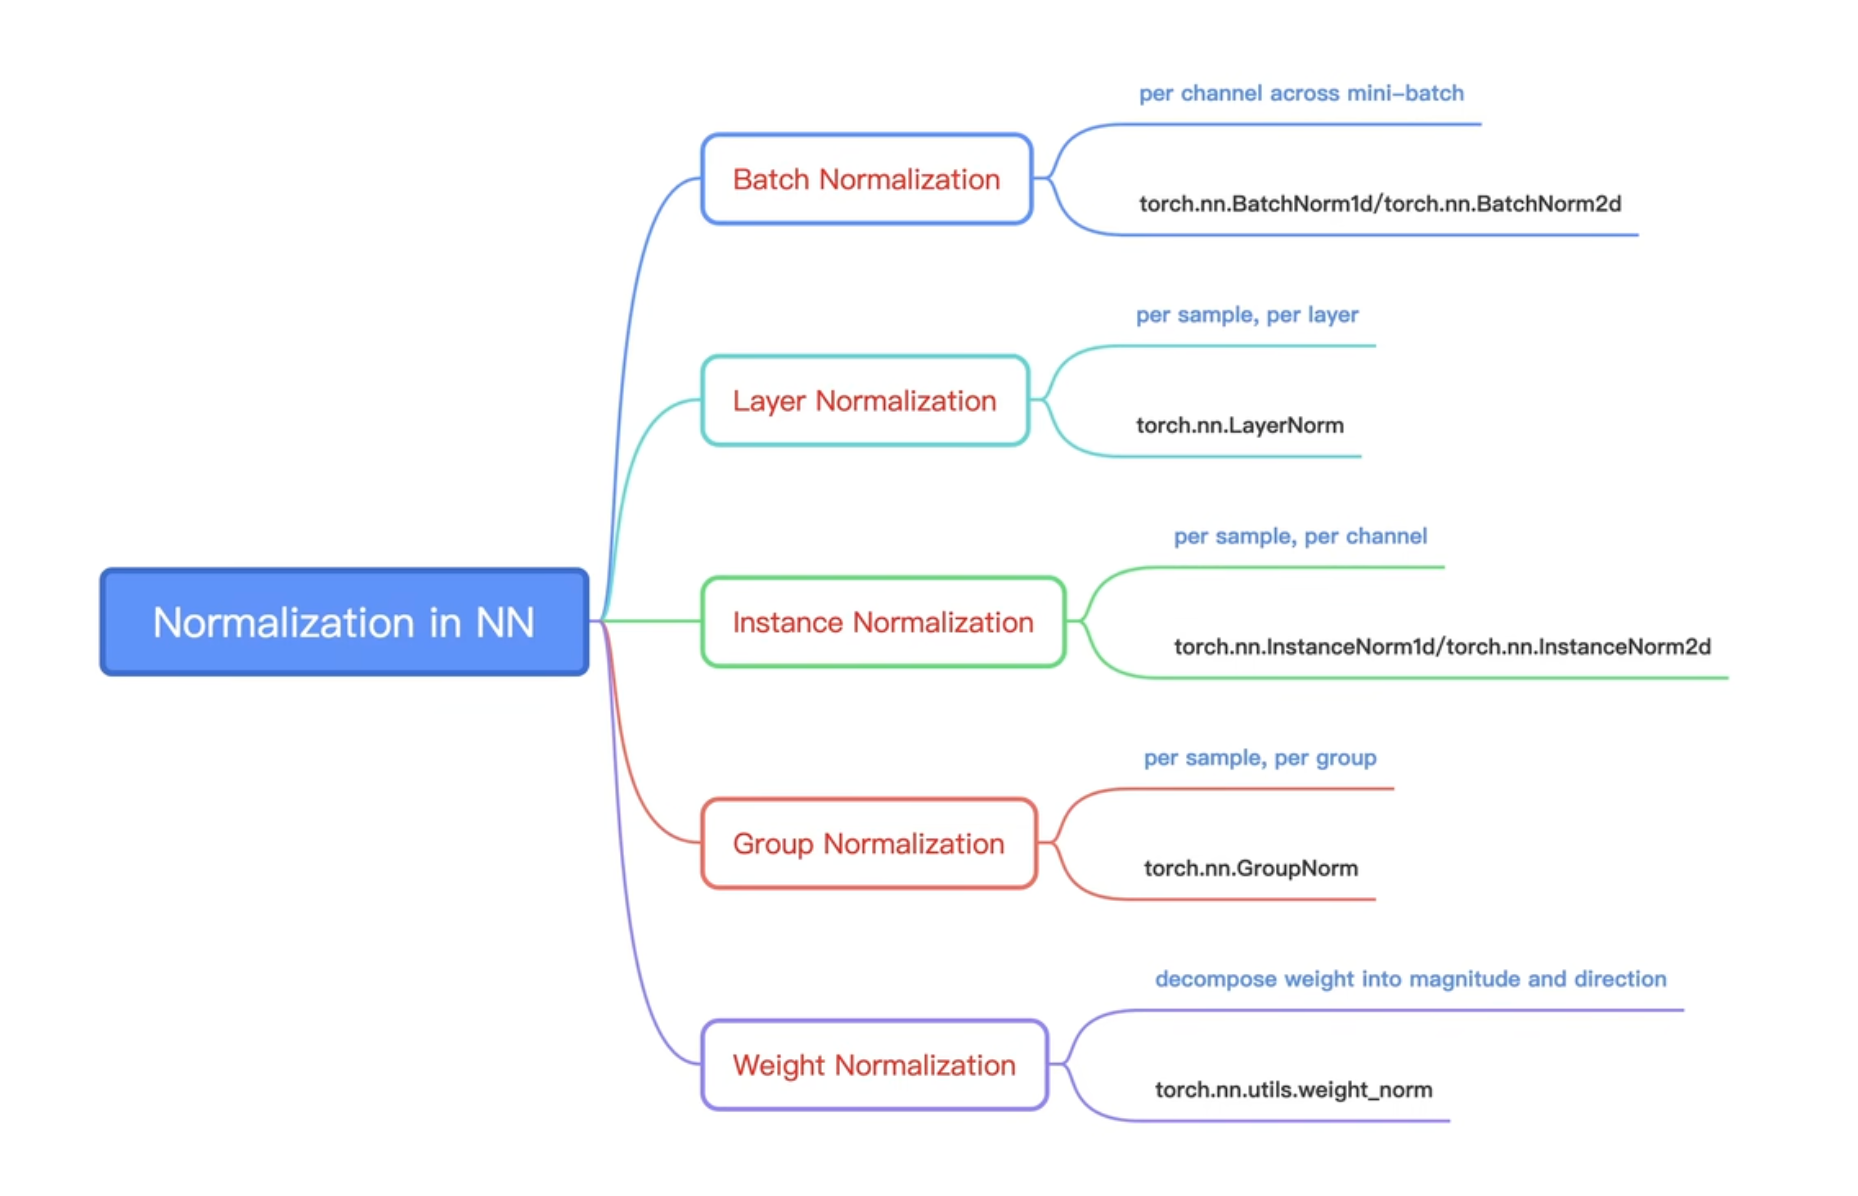 Normalization in NN
Batch Normalization
per channel across mini-batch
torch.nn.BatchNorm1d/torch.nn.BatchNorm2d
Layer Normalization
per sample, per layer
torch.nn.LayerNorm
Instance Normalization
per sample, per channel
torch.nn.InstanceNorm1d/torch.nn.InstanceNorm2d
Group Normalization
per sample, per group
torch.nn.GroupNorm
Weight Normalization
decompose weight into magnitude and direction
torch.nn.utils.weight_norm